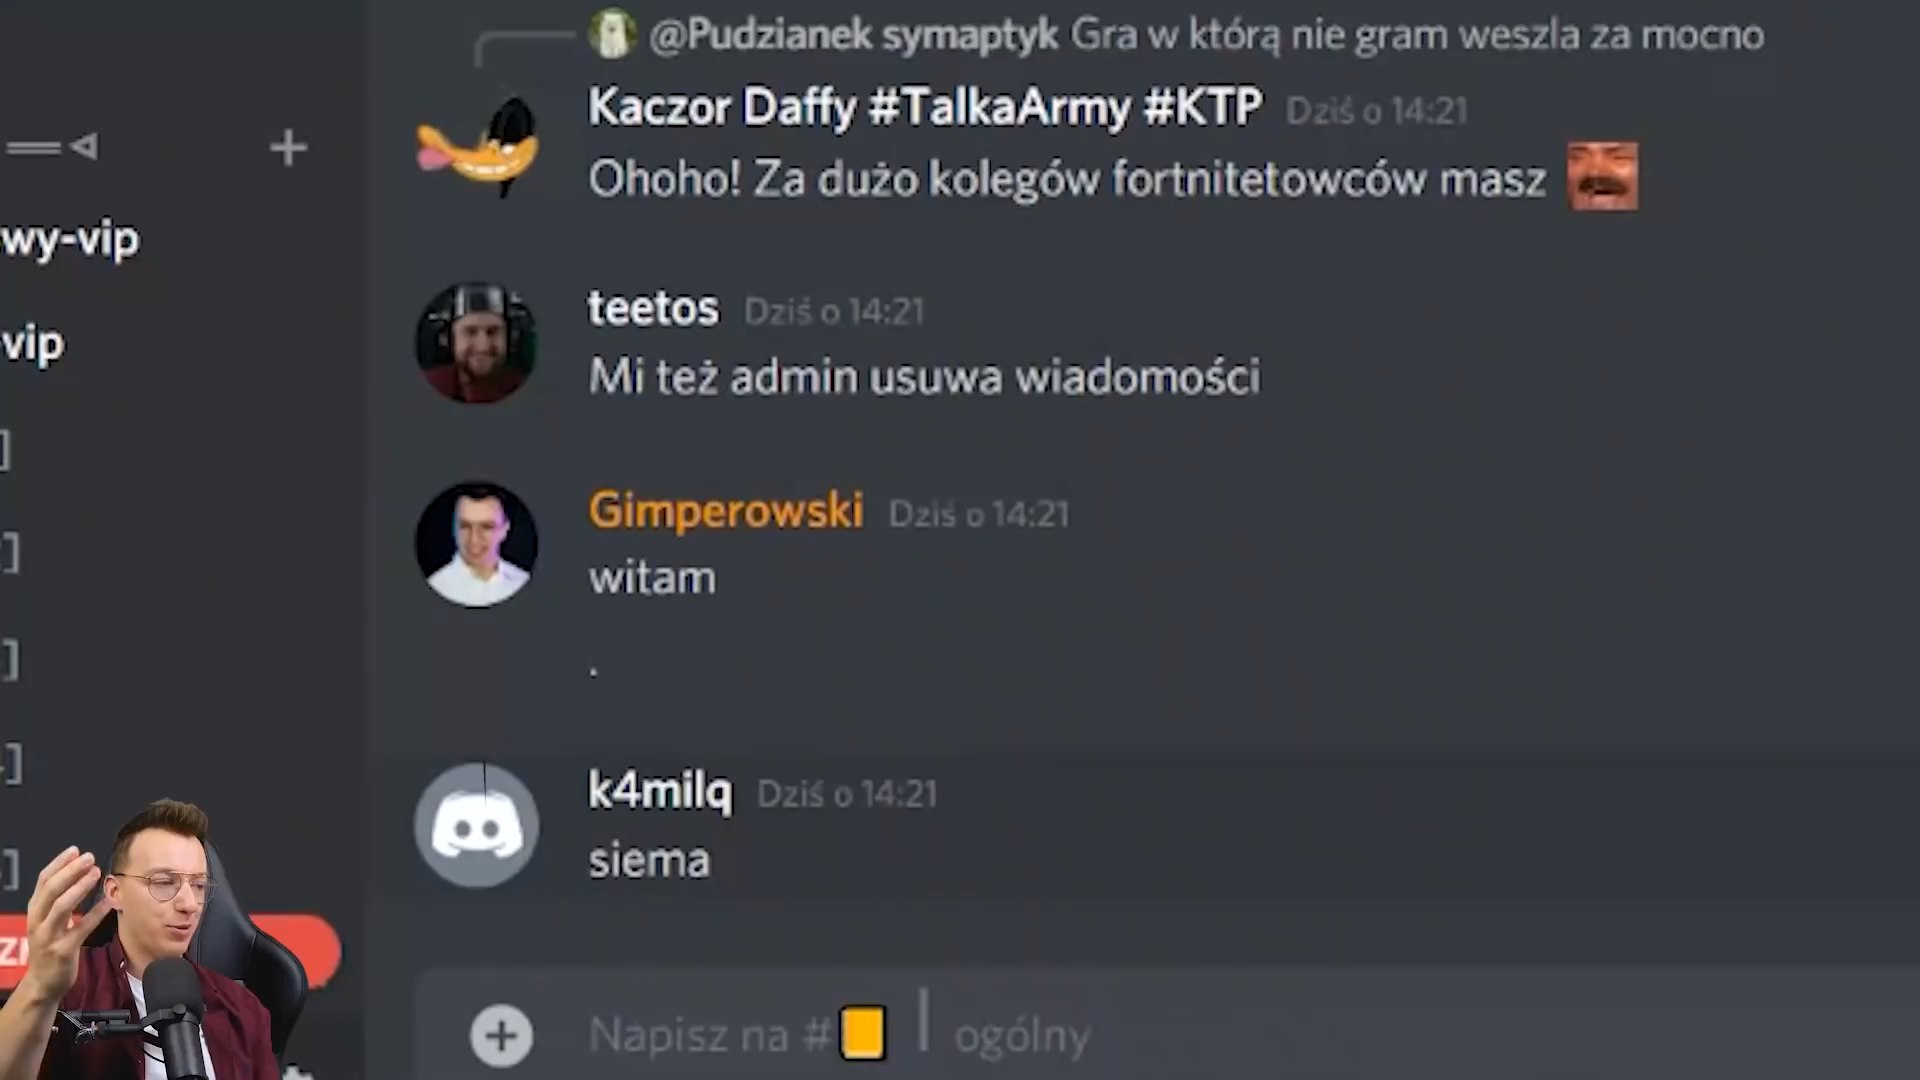 @Pudzianek symaptyk Gra w którą nie gram weszla za mocno
Kaczor Daffy #TalkaArmy #KTP Dziś o 14:21
Ohoho! Za dużo kolegów fortnitetowców masz
wy-vip
teetos Dziś o 14:21
vip
Mi też admin usuwa wiadomości
Gimperowski Dziś o 14:21
witam
.
k4milq Dziś o 14:21
siema
Napisz na # | ogólny